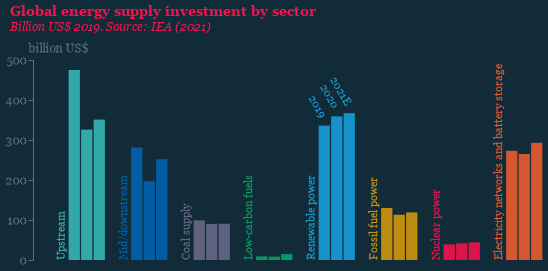 Global energy supply investment by sector
Billion US$ 2019. Source: IEA (2021)
billion US$
500
400
300
200
100
0
Upstream
Mid/downstream
Coal supply
Low-carbon fuels
Renewable power
2019
2020
2021E
Fossil fuel power
Nuclear power
Electricity networks and battery storage